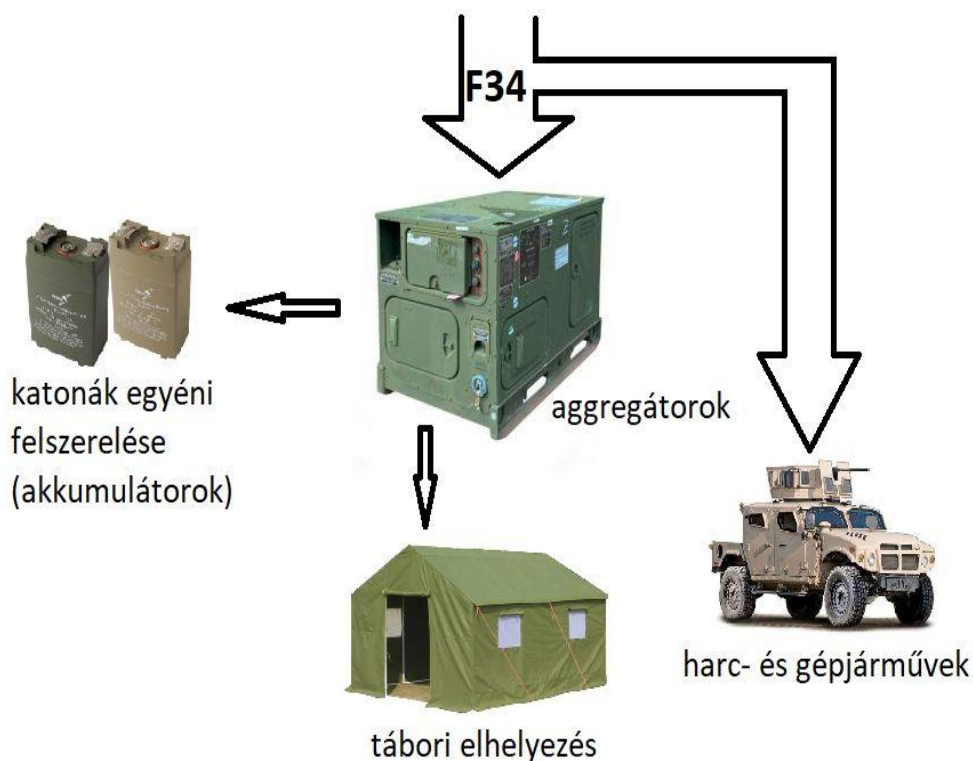 F34
katonák egyéni
felszerelése
(akkumulátorok)
aggregátorok
tábori elhelyezés
harc- és gépjárművek